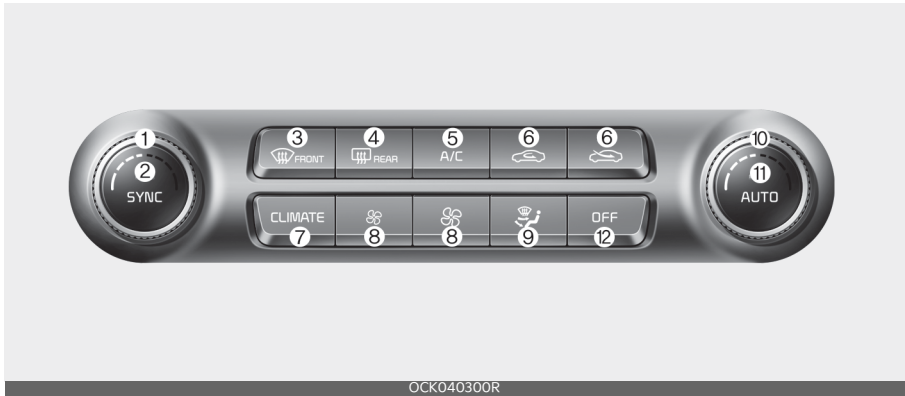 ① ③ ④ ⑤ ⑥ ⑥ ⑩
FRONT REAR A/C
② ⑪
SYNC AUTO
CLIMATE OFF
⑦ ⑧ ⑧ ⑨ ⑫
OCK040300R